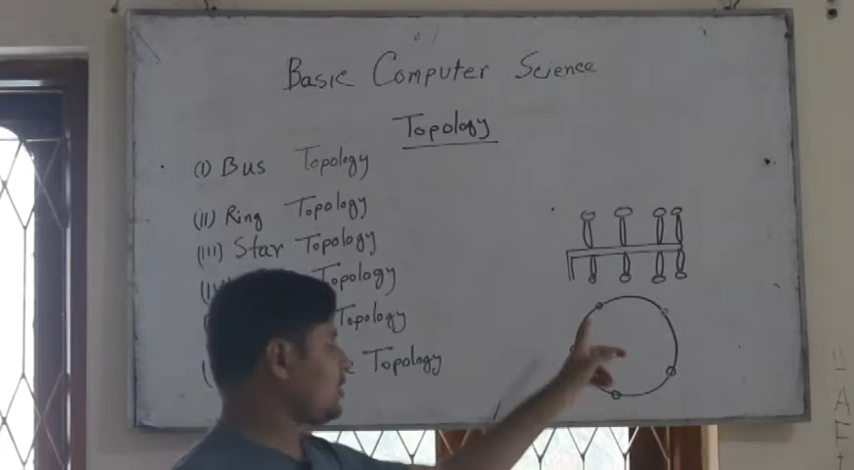 Basic Computer Science
Topology
(I) Bus Topology
(II) Ring Topology
(III) Star Topology
Topology
Topology
Topology